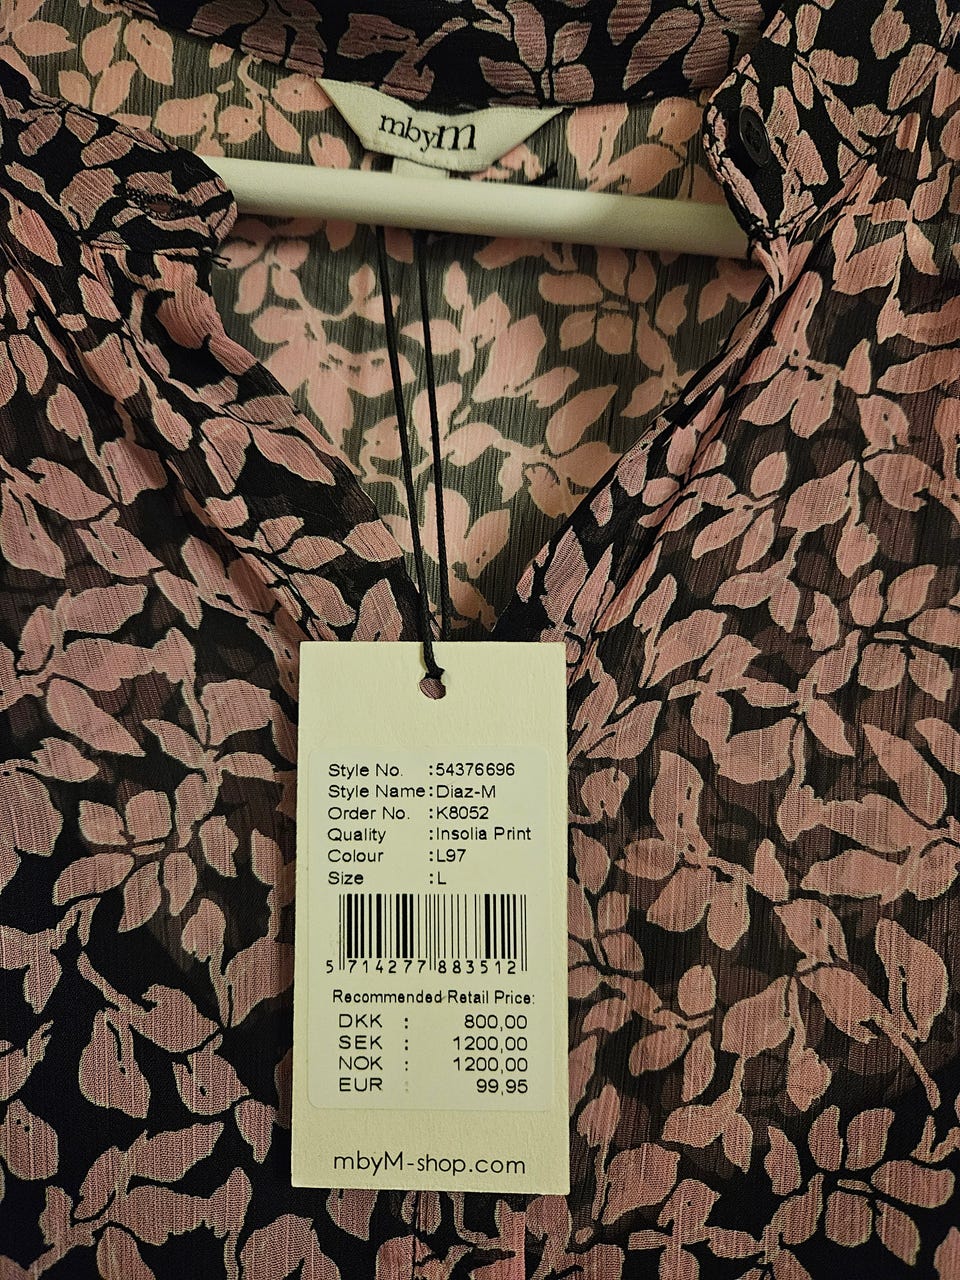 mbyM
Style No. :54376696
Style Name:Diaz-M
Order No. :K8052
Quality :Insolia Print
Colour :L97
Size :L
5 714277 883512
Recommended Retail Price:
DKK : 800,00
SEK : 1200,00
NOK : 1200,00
EUR : 99,95
mbyM-shop.com